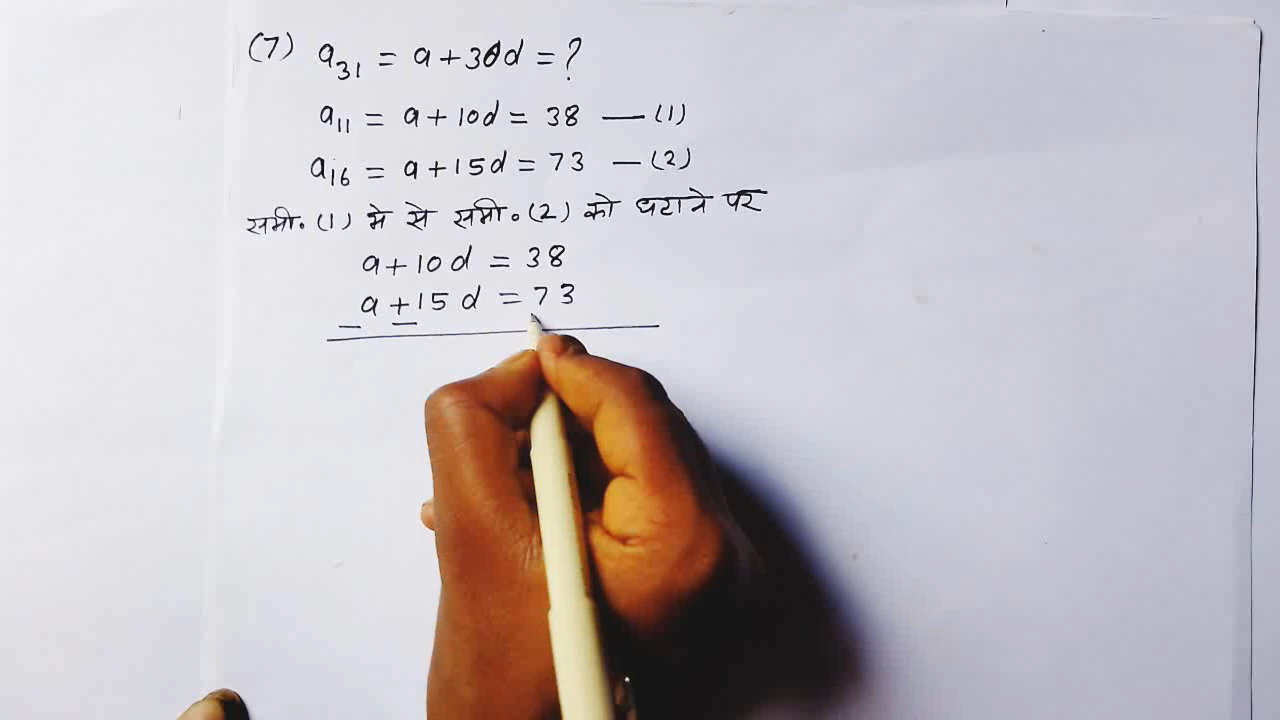 (7) a₃₁ = a + 30d = ?
a₁₁ = a + 10d = 38 — (1)
a₁₆ = a + 15d = 73 — (2)
समी. (1) मे से समी. (2) को घटाने पर
a + 10d = 38
a + 15d = 73
− −